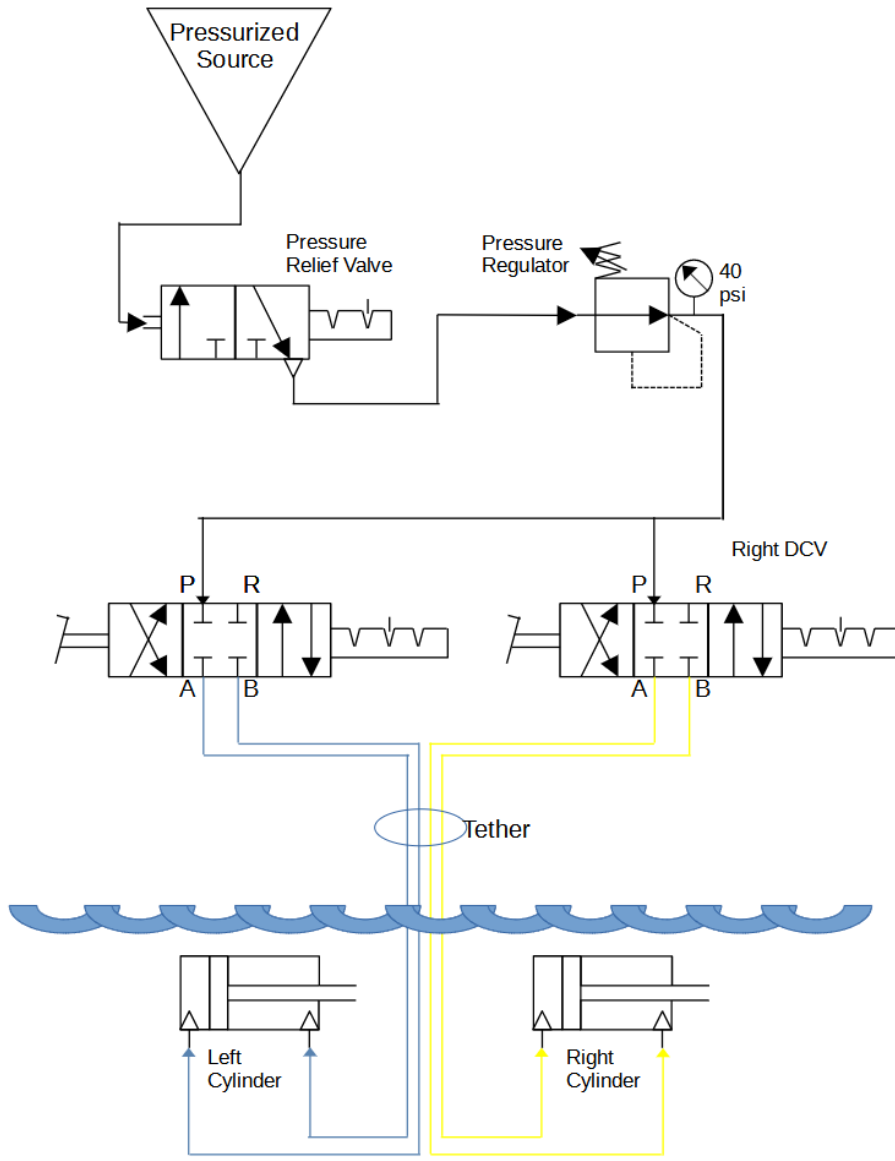 Pressurized
Source
Pressure
Relief Valve
Pressure
Regulator
40
psi
Right DCV
P R
P R
A B
A B
Tether
Left
Cylinder
Right
Cylinder